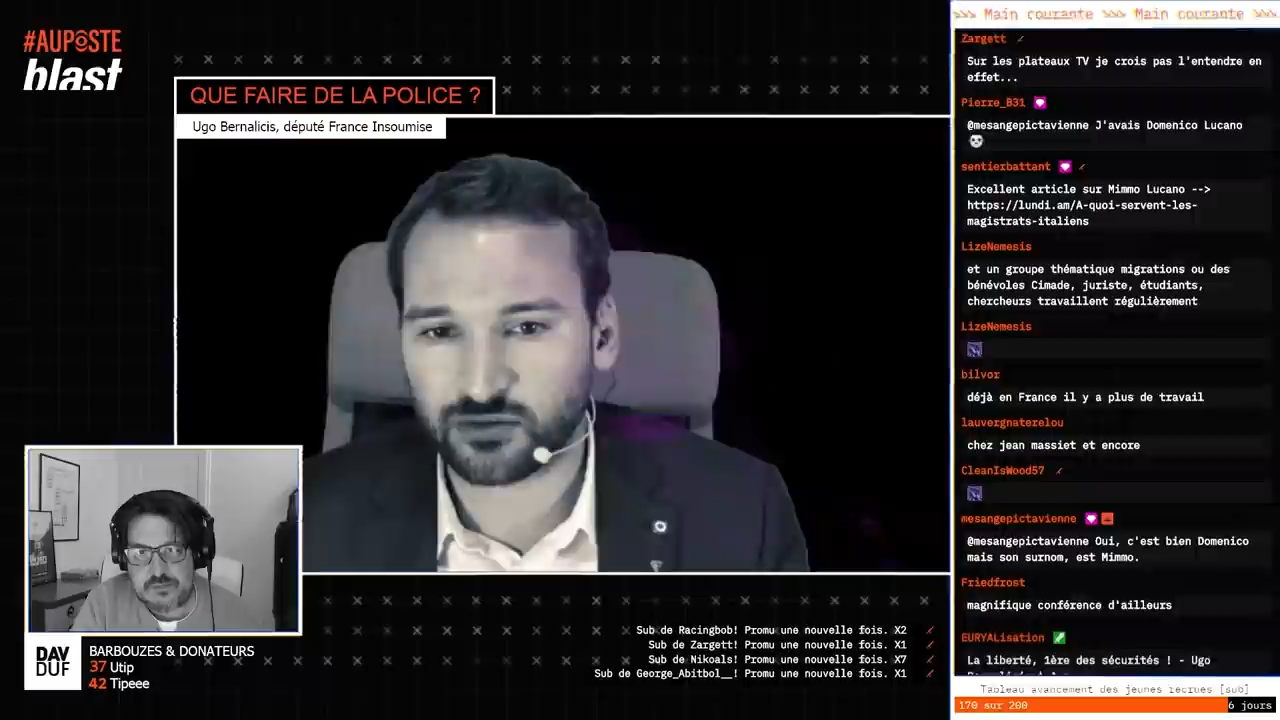 #AUPOSTE
blast
QUE FAIRE DE LA POLICE ?
Ugo Bernalicis, député France Insoumise
DAV
DUF
BARBOUZES & DONATEURS
37 Utip
42 Tipeee
Sub de Racingbob! Promu une nouvelle fois. X2
Sub de Zargett! Promu une nouvelle fois. X1
Sub de Nikoals! Promu une nouvelle fois. X7
Sub de George_Abitbol__! Promu une nouvelle fois. X1
>>> Main courante >>> Main courante >>>
Zargett
Sur les plateaux TV je crois pas l'entendre en
effet...
Pierre_B31
@mesangepictavienne J'avais Domenico Lucano
sentierbattant
Excellent article sur Mimmo Lucano -->
https://lundi.am/A-quoi-servent-les-
magistrats-italiens
LizeNemesis
et un groupe thématique migrations ou des
bénévoles Cimade, juriste, étudiants,
chercheurs travaillent régulièrement
LizeNemesis
bilvor
déjà en France il y a plus de travail
lauvergnaterelou
chez jean massiet et encore
CleanIsWood57
mesangepictavienne
@mesangepictavienne Oui, c'est bien Domenico
mais son surnom, est Mimmo.
Friedfrost
magnifique conférence d'ailleurs
EURYALisation
La liberté, 1ère des sécurités ! - Ugo
Tableau avancement des jeunes recrues [sub]
170 sur 200
6 jours